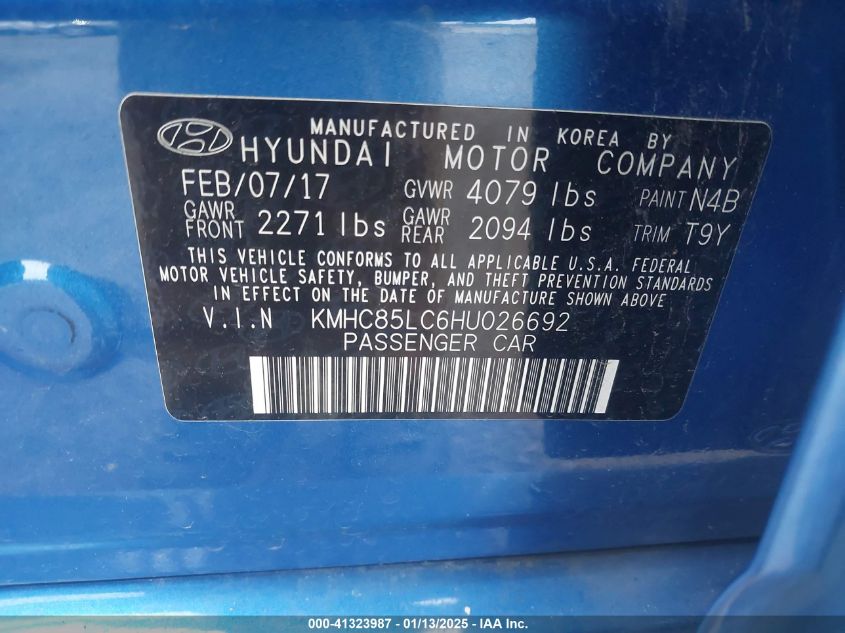 MANUFACTURED IN KOREA BY
HYUNDAI MOTOR COMPANY
FEB/07/17 GVWR 4079 lbs PAINT N4B
GAWR FRONT 2271 lbs GAWR REAR 2094 lbs TRIM T9Y
THIS VEHICLE CONFORMS TO ALL APPLICABLE U.S.A. FEDERAL
MOTOR VEHICLE SAFETY, BUMPER, AND THEFT PREVENTION STANDARDS
IN EFFECT ON THE DATE OF MANUFACTURE SHOWN ABOVE
V.I.N KMHC85LC6HU026692
PASSENGER CAR
000-41323987 - 01/13/2025 - IAA Inc.